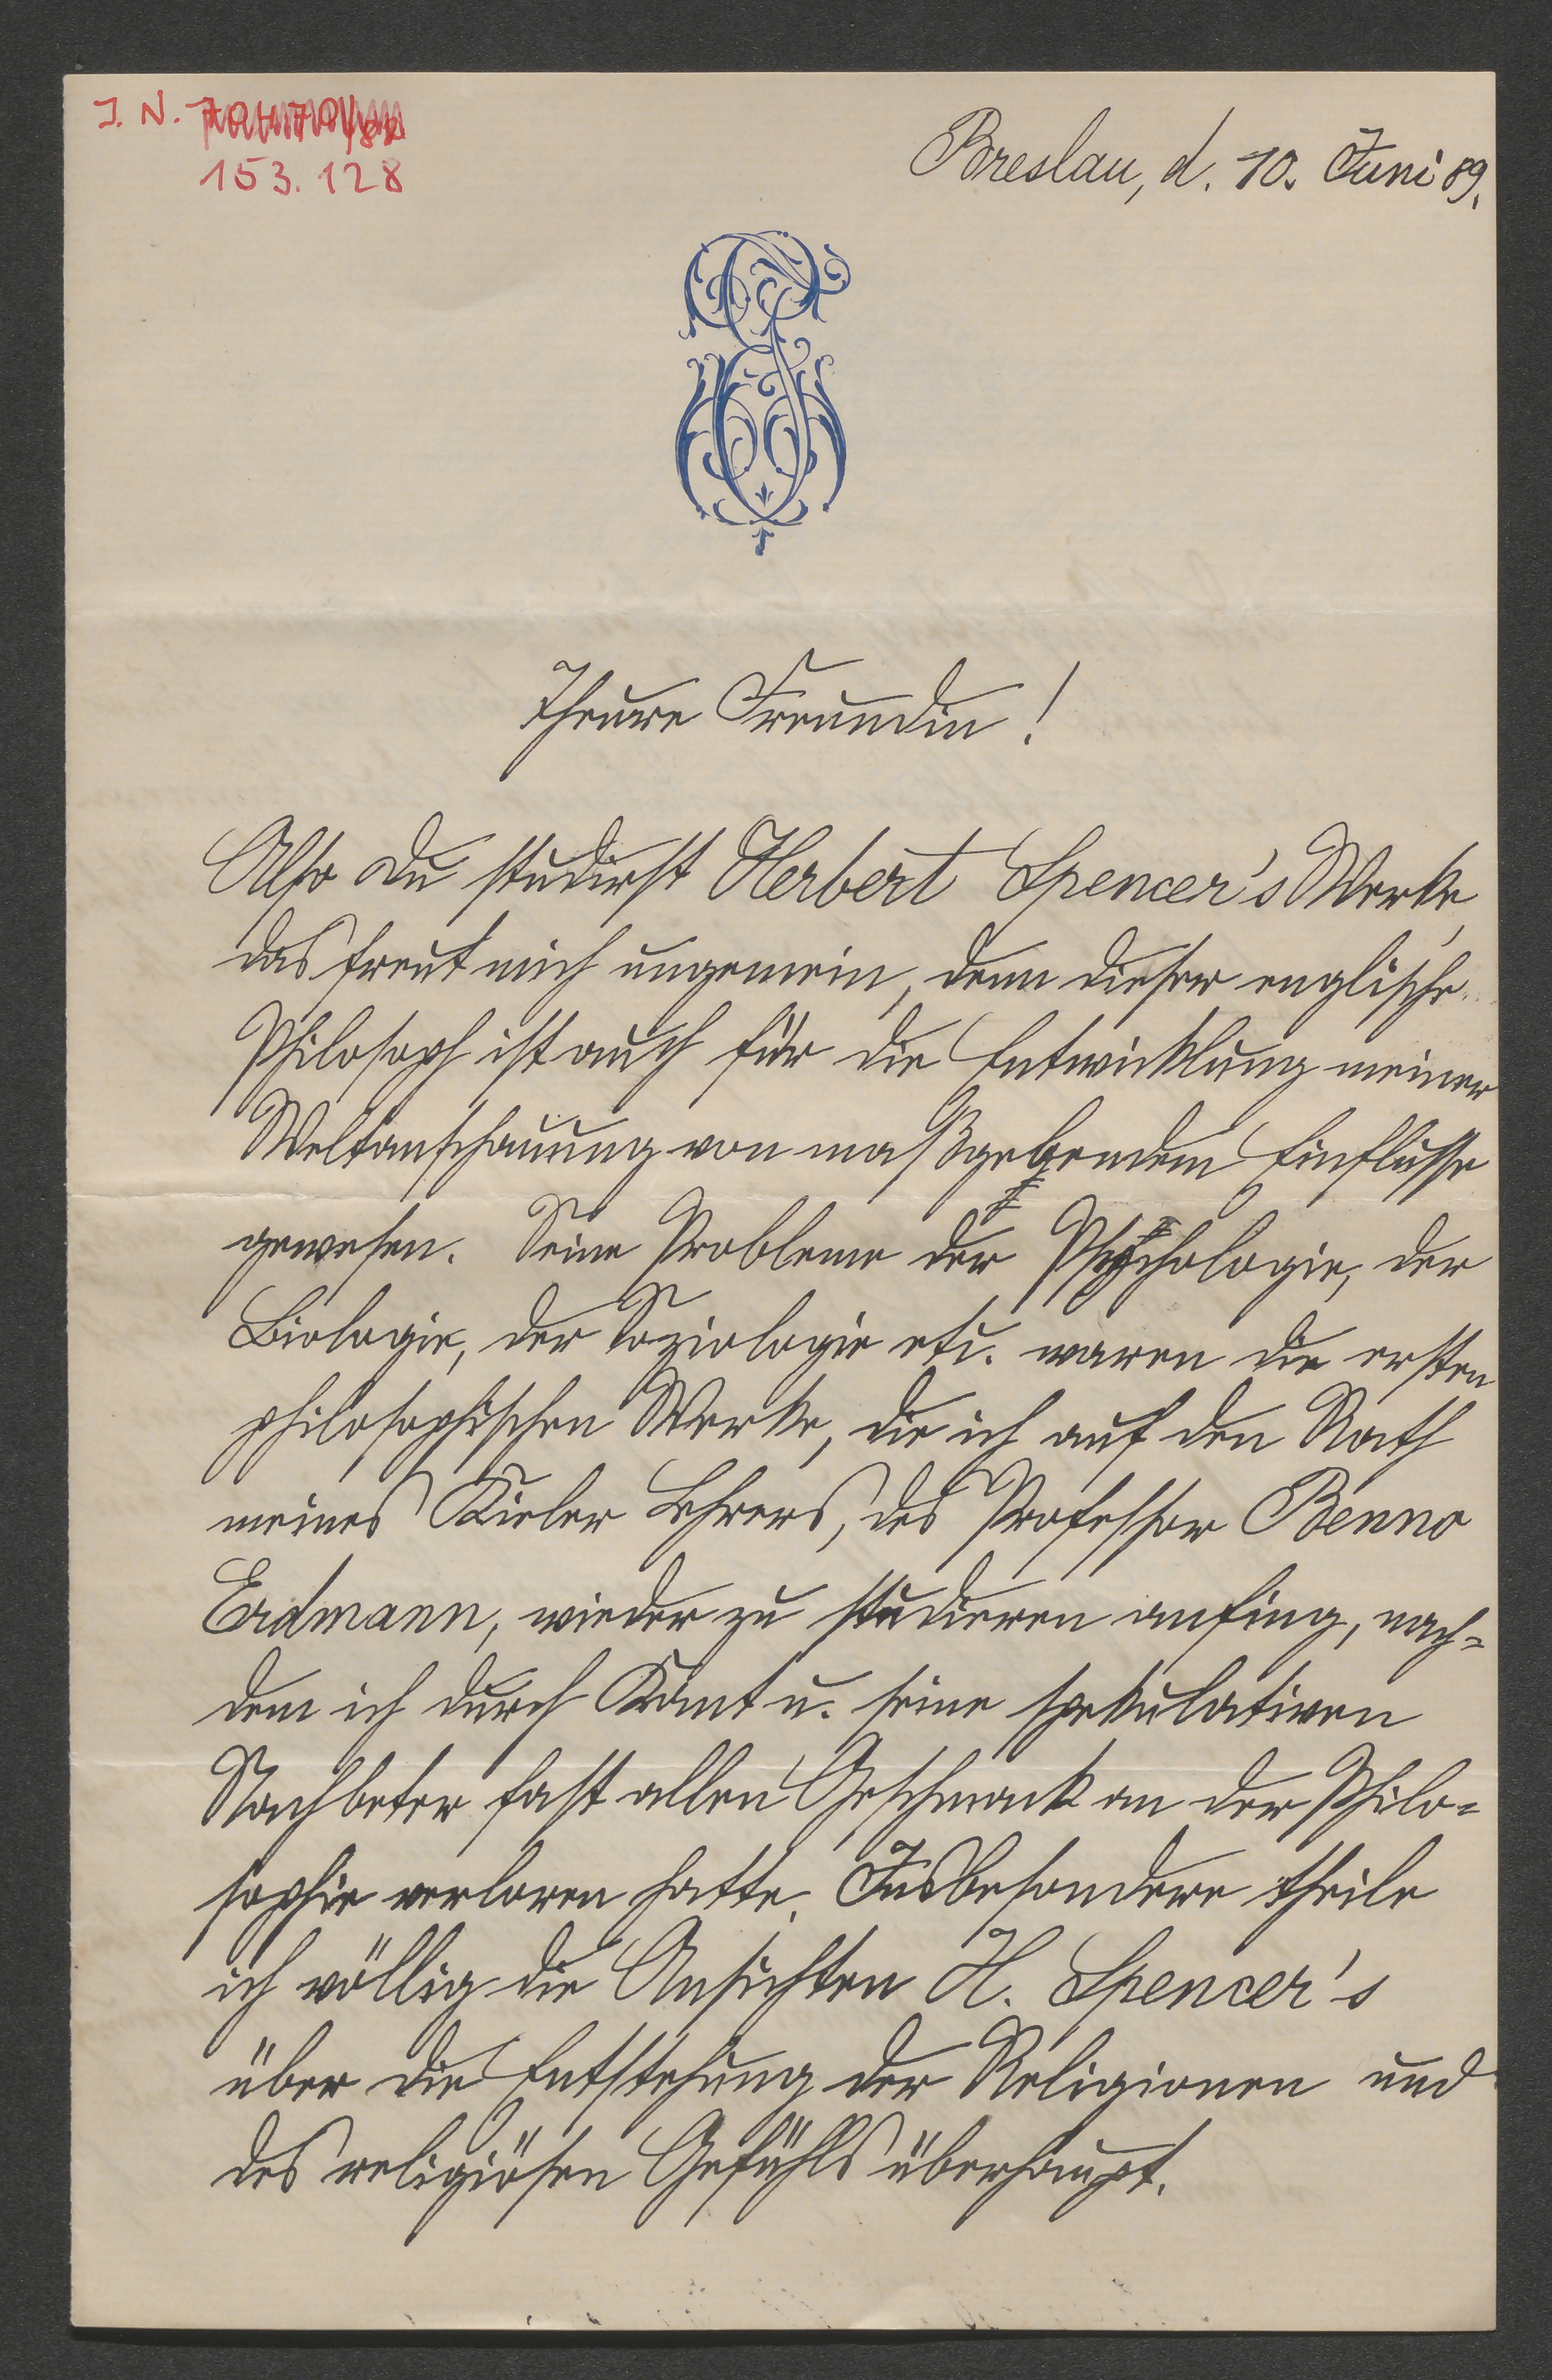 J. N.
153.128
Breslau, d. 10. Juni 89.
Theure Freundin!
Also Du studirst Herbert Spencer's Werke,
das freut mich ungemein, denn dieser englische
Philosoph ist auch für die Entwicklung meiner
Weltanschauung von maßgebendem Einflusse
gewesen. Seine Probleme der Psychologie, der
Biologie, der Soziologie etc. waren die ersten
philosophischen Werke, die ich auf den Rath
meines Kieler Lehrers, des Professor Benno
Erdmann, wieder zu studieren anfing, nach=
dem ich durch Kant u. seine spekulativen
Nachbeter fast allen Geschmack an der Philo=
sophie verloren hatte. Insbesondere theile
ich völlig die Ansichten H. Spencer's
über die Entstehung der Religionen und
des religiösen Gefühls überhaupt.